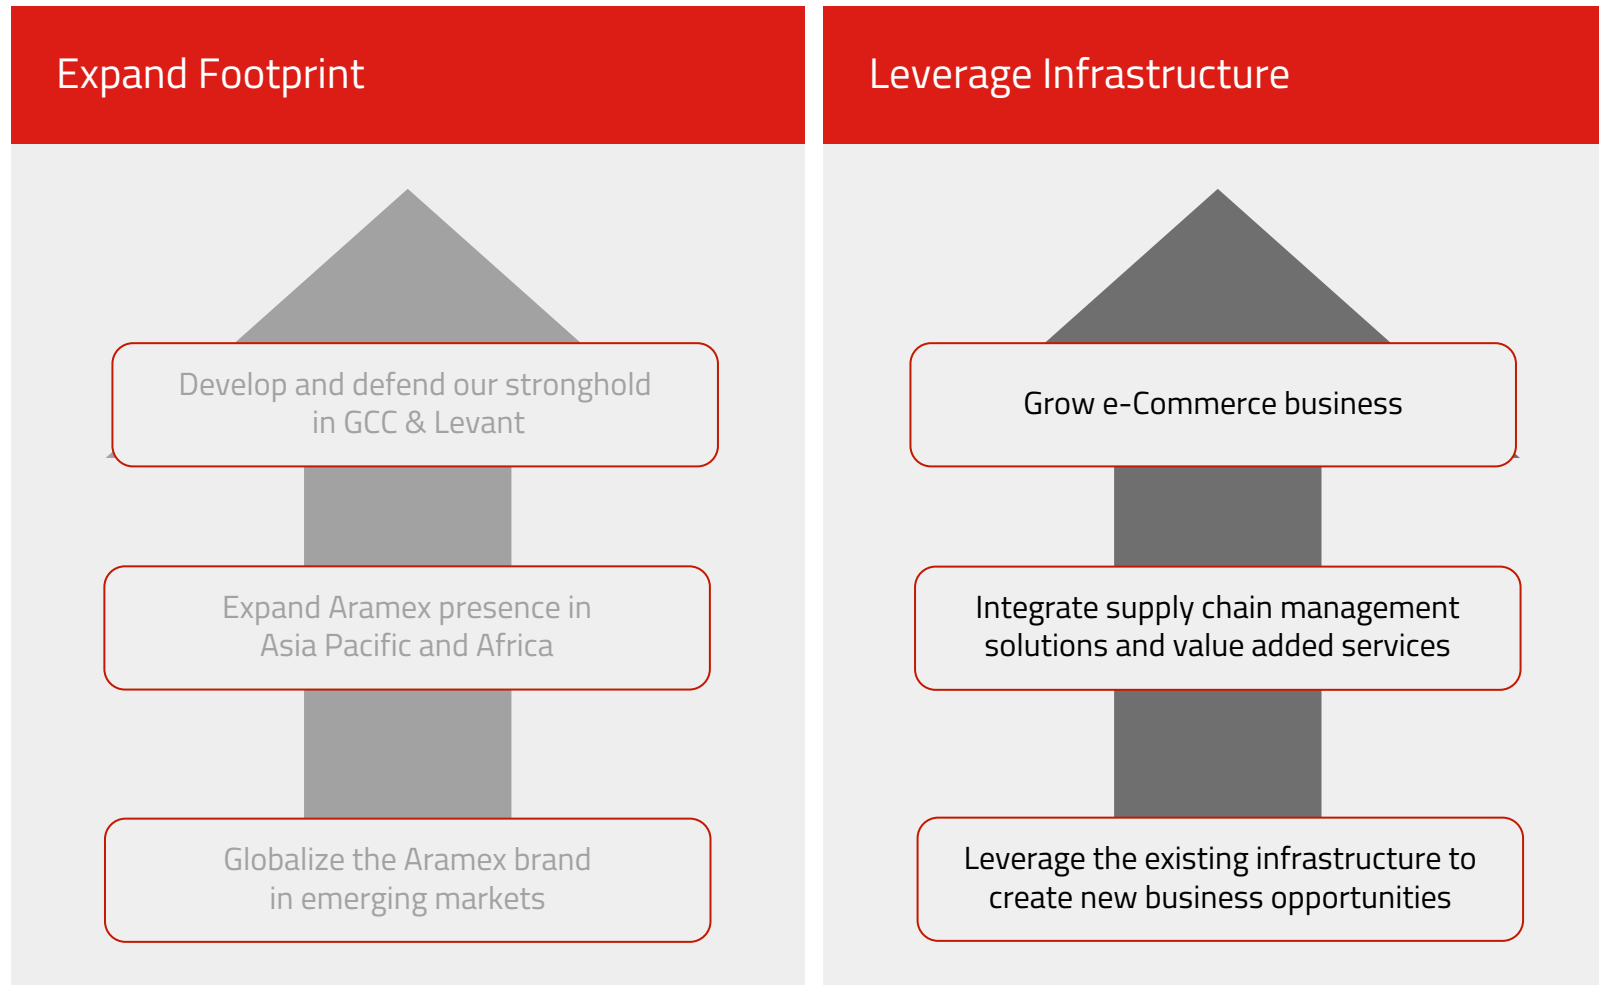 Expand Footprint
Develop and defend our stronghold
in GCC & Levant
Expand Aramex presence in
Asia Pacific and Africa
Globalize the Aramex brand
in emerging markets
Leverage Infrastructure
Grow e-Commerce business
Integrate supply chain management
solutions and value added services
Leverage the existing infrastructure to
create new business opportunities